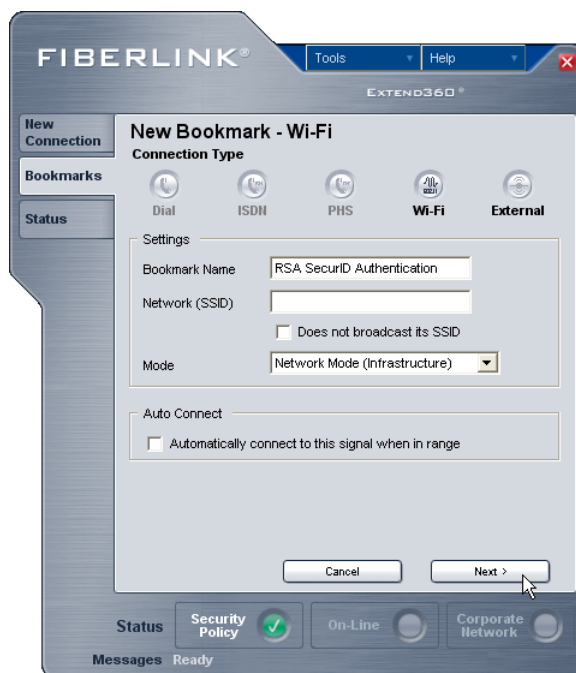 FIBERLINK®
Tools
Help
EXTEND360®
New Connection
Bookmarks
Status
New Bookmark - Wi-Fi
Connection Type
Dial
ISDN
PHS
Wi-Fi
External
Settings
Bookmark Name
RSA SecurID Authentication
Network (SSID)
Does not broadcast its SSID
Mode
Network Mode (Infrastructure)
Auto Connect
Automatically connect to this signal when in range
Cancel
Next >
Status
Security Policy
On-Line
Corporate Network
Messages Ready